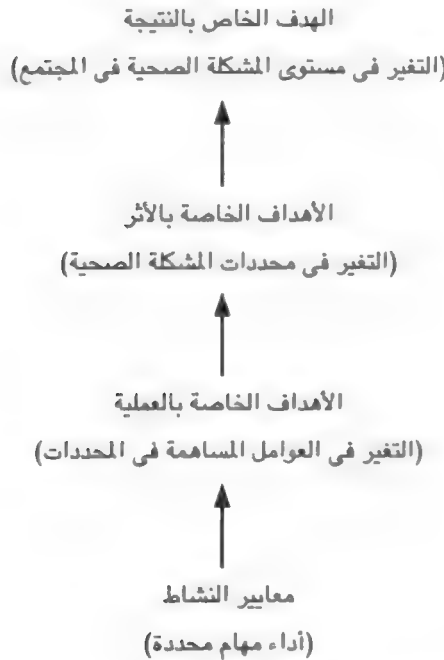 الهدف الخاص بالنتيجة
(التغير فى مستوى المشكلة الصحية فى المجتمع)
الأهداف الخاصة بالأثر
(التغير فى محددات المشكلة الصحية)
الأهداف الخاصة بالعملية
(التغير فى العوامل المساهمة فى المحددات)
معايير النشاط
(أداء مهام محددة)